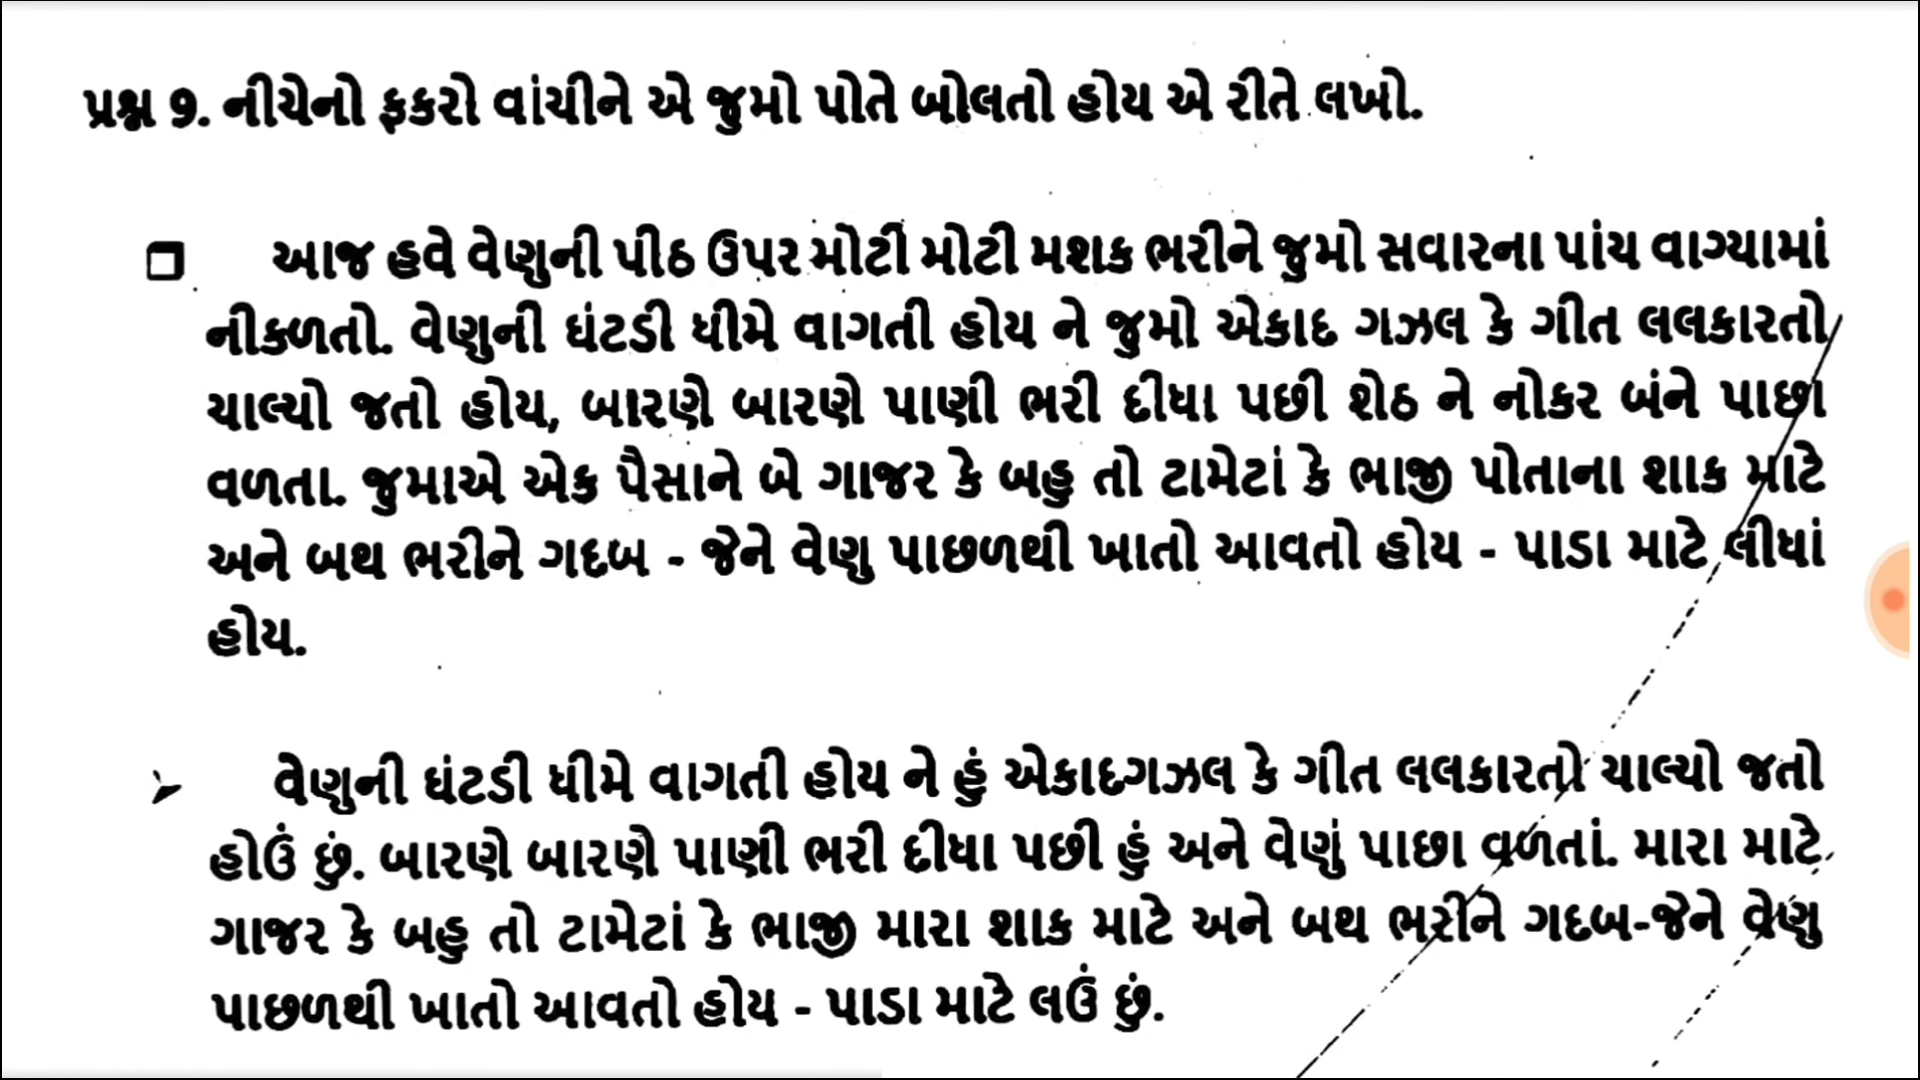 પ્રશ્ન 9. નીચેનો ફકરો વાંચીને એ જુમો પોતે બોલતો હોય એ રીતે લખો.
આજ હવે વેણુની પીઠ ઉપર મોટી મોટી મશક ભરીને જુમો સવારના પાંચ વાગ્યામાં
નીકળતો. વેણુની ઘંટડી ધીમે વાગતી હોય ને જુમો એકાદ ગઝલ કે ગીત લલકારતો
ચાલ્યો જતો હોય, બારણે બારણે પાણી ભરી દીધા પછી શેઠ ને નોકર બંને પાછા
વળતા. જુમાએ એક પૈસાને બે ગાજર કે બહુ તો ટામેટાં કે ભાજી પોતાના શાક માટે
અને બથ ભરીને ગદબ - જેને વેણુ પાછળથી ખાતો આવતો હોય - પાડા માટે લીધાં
હોય.
વેણુની ઘંટડી ધીમે વાગતી હોય ને હું એકાદગઝલ કે ગીત લલકારતો ચાલ્યો જતો
હોઉં છું. બારણે બારણે પાણી ભરી દીધા પછી હું અને વેણું પાછા વળતાં. મારા માટે
ગાજર કે બહુ તો ટામેટાં કે ભાજી મારા શાક માટે અને બથ ભરીને ગદબ-જેને વેણુ
પાછળથી ખાતો આવતો હોય - પાડા માટે લઉં છું.